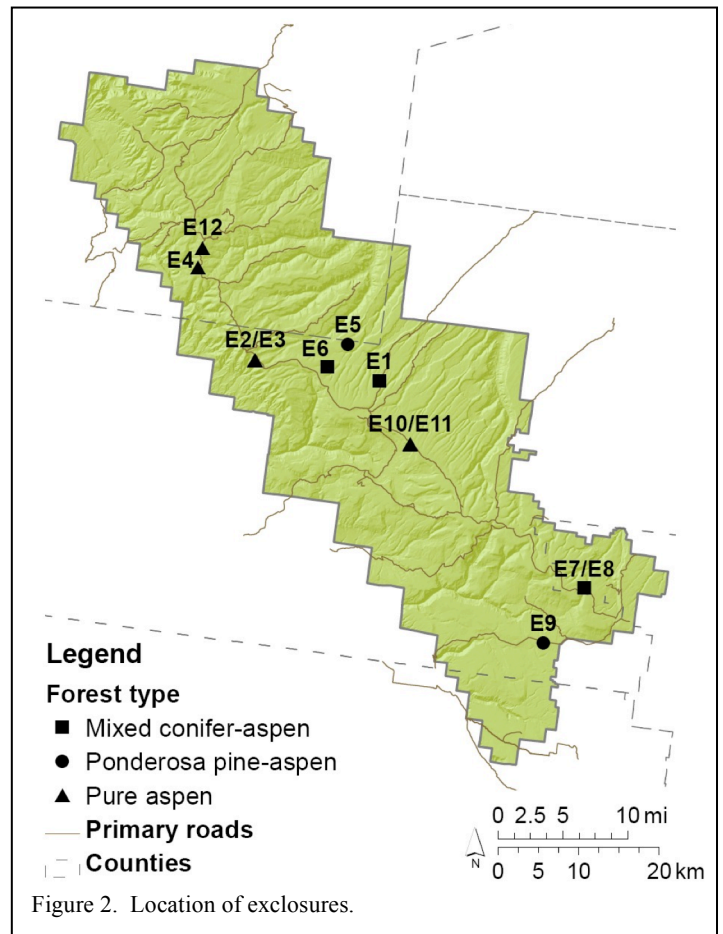 E12
E4
E5
E2/E3
E6
E1
E10/E11
E7/E8
E9
Legend
Forest type
Mixed conifer-aspen
Ponderosa pine-aspen
Pure aspen
Primary roads
Counties
0 2.5 5 10 mi
N
0 5 10 20 km
Figure 2. Location of exclosures.